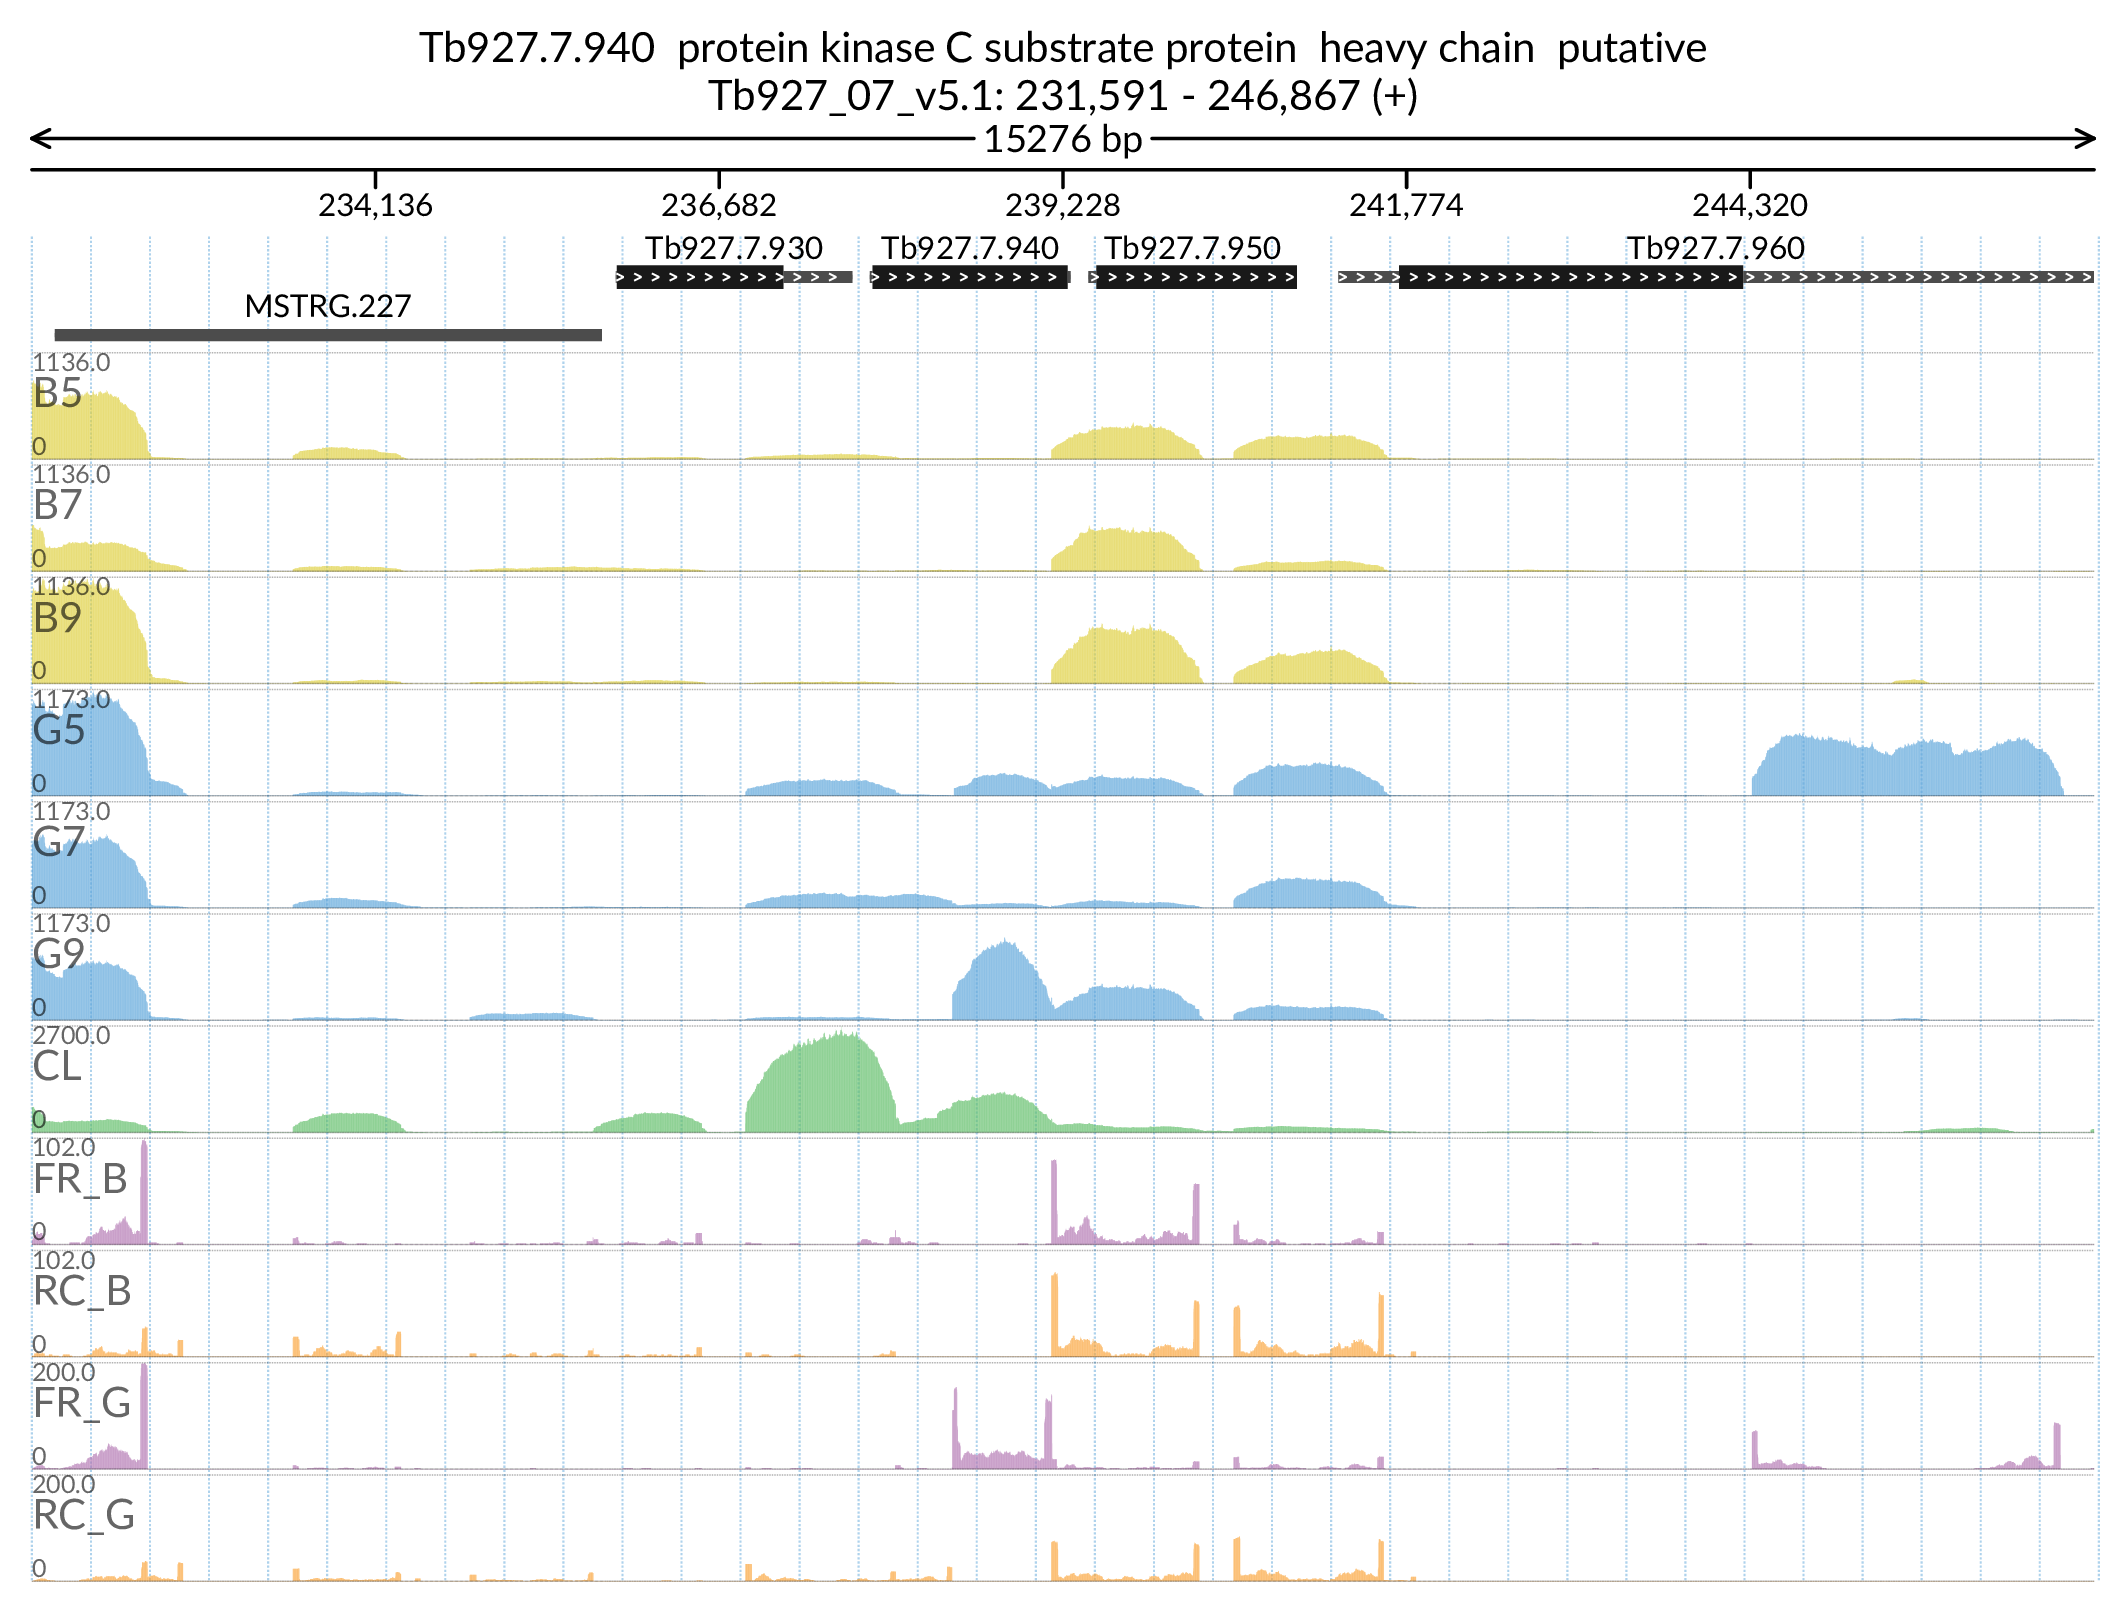 Tb927.7.940  protein kinase C substrate protein  heavy chain  putative
Tb927_07_v5.1: 231,591 - 246,867 (+)
15276 bp
234,136 236,682 239,228 241,774 244,320
Tb927.7.930 Tb927.7.940 Tb927.7.950 Tb927.7.960
MSTRG.227
1136.0
B5
0
1136.0
B7
0
1136.0
B9
0
1173.0
G5
0
1173.0
G7
0
1173.0
G9
0
2700.0
CL
0
102.0
FR_B
0
102.0
RC_B
0
200.0
FR_G
0
200.0
RC_G
0